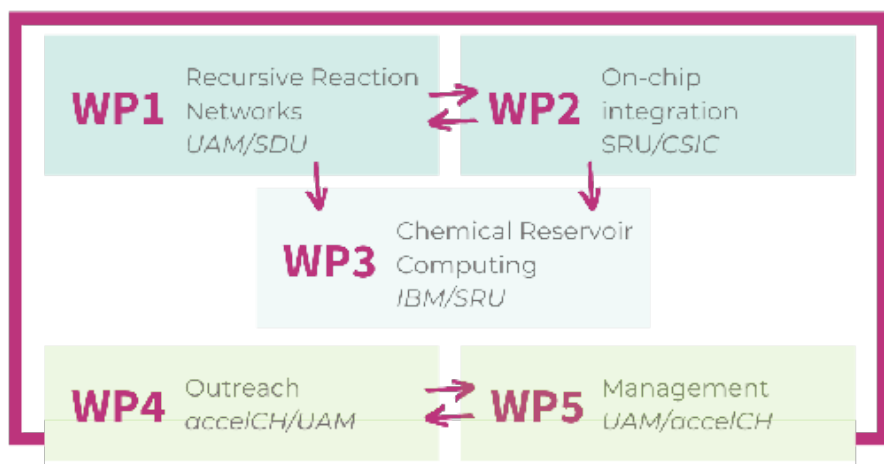 WP1
Recursive Reaction
Networks
UAM/SDU
WP2
On-chip
integration
SRU/CSIC
WP3
Chemical Reservoir
Computing
IBM/SRU
WP4
Outreach
accelCH/UAM
WP5
Management
UAM/accelCH